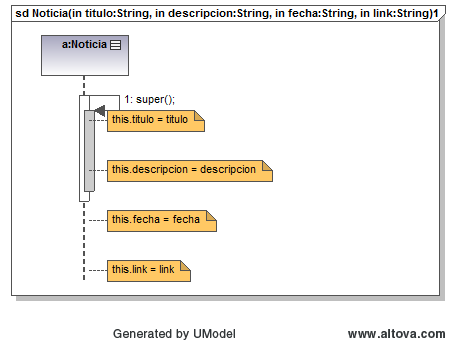 sd Noticia(in titulo:String, in descripcion:String, in fecha:String, in link:String)1
a:Noticia
1: super();
this.titulo = titulo
this.descripcion = descripcion
this.fecha = fecha
this.link = link
Generated by UModel www.altova.com